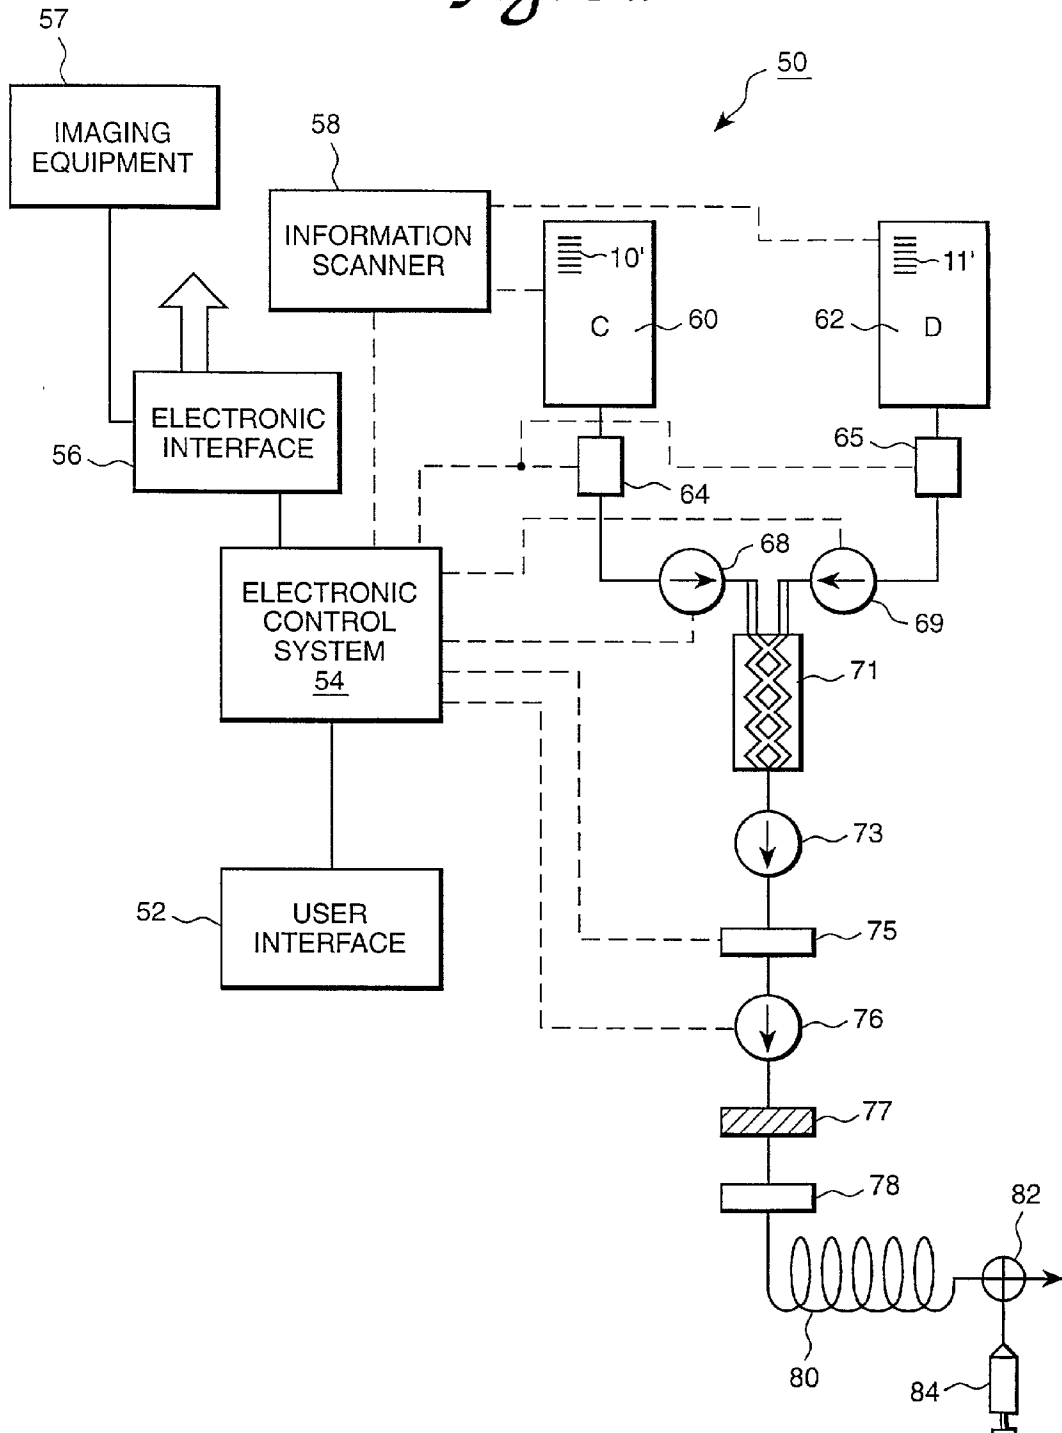 57
50
IMAGING
EQUIPMENT
58
INFORMATION
SCANNER
10'
11'
C
60
62
D
ELECTRONIC
INTERFACE
56
65
64
68
69
ELECTRONIC
CONTROL
SYSTEM
54
71
73
52
USER
INTERFACE
75
76
77
78
82
80
84